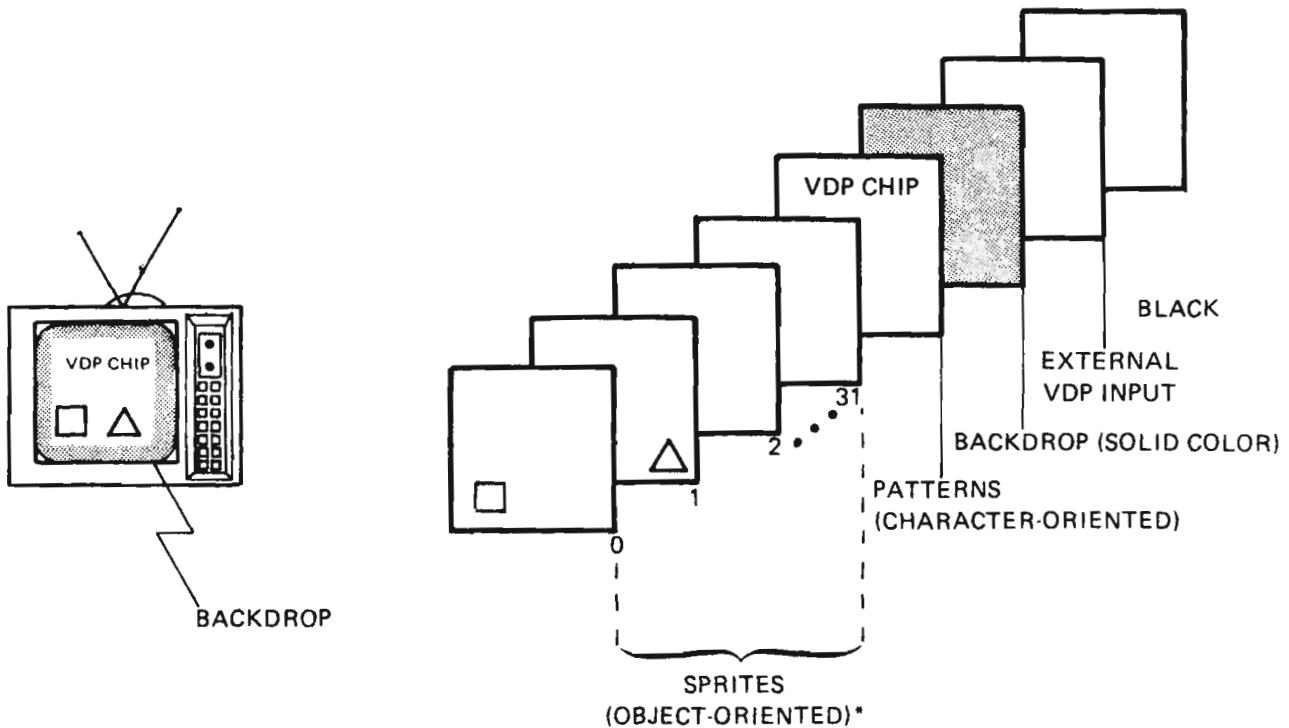 VDP CHIP
VDP CHIP
BLACK
EXTERNAL
VDP INPUT
31
2
BACKDROP (SOLID COLOR)
1
PATTERNS
(CHARACTER-ORIENTED)
0
BACKDROP
SPRITES
(OBJECT-ORIENTED)*